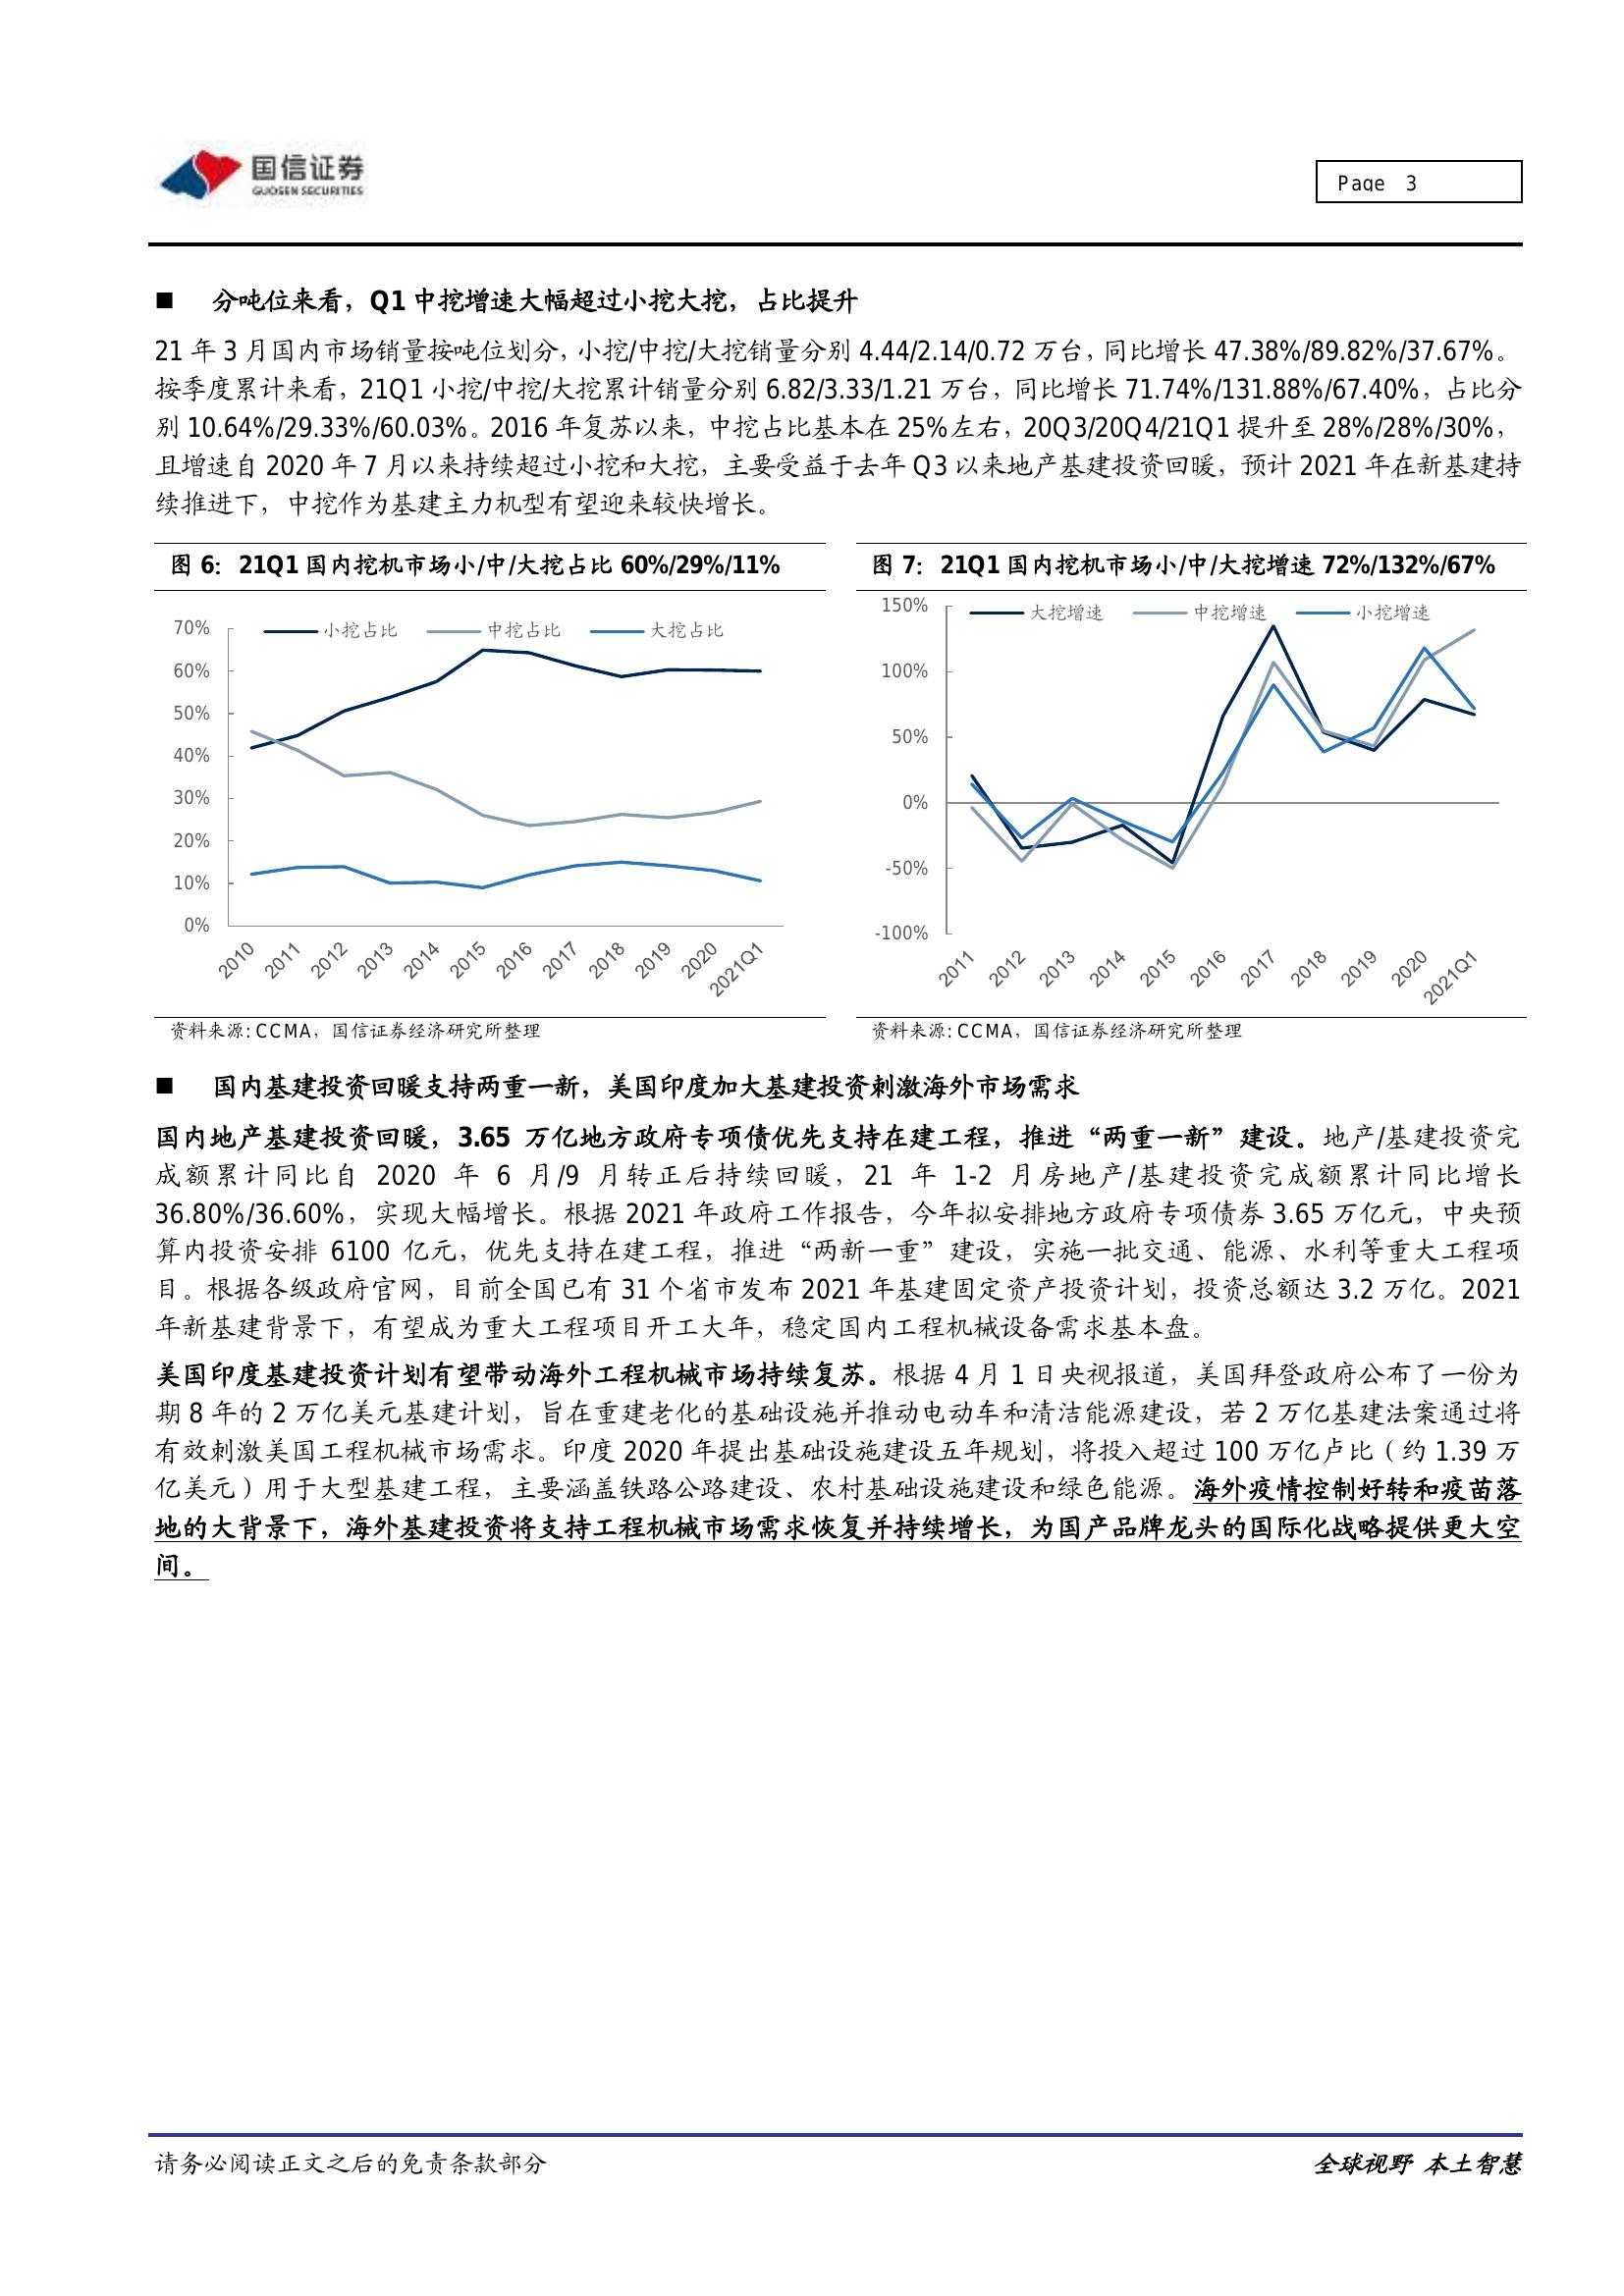 国信证券
GUOSEN SECURITIES
Page 3
■ 分吨位来看，Q1 中挖增速大幅超过小挖大挖，占比提升
21 年 3 月国内市场销量按吨位划分，小挖/中挖/大挖销量分别 4.44/2.14/0.72 万台，同比增长 47.38%/89.82%/37.67%。
按季度累计来看，21Q1 小挖/中挖/大挖累计销量分别 6.82/3.33/1.21 万台，同比增长 71.74%/131.88%/67.40%，占比分
别 10.64%/29.33%/60.03%。2016 年复苏以来，中挖占比基本在 25%左右，20Q3/20Q4/21Q1 提升至 28%/28%/30%，
且增速自 2020 年 7 月以来持续超过小挖和大挖，主要受益于去年 Q3 以来地产基建投资回暖，预计 2021 年在新基建持
续推进下，中挖作为基建主力机型有望迎来较快增长。
图 6：21Q1 国内挖机市场小/中/大挖占比 60%/29%/11%
小挖占比 中挖占比 大挖占比
70%
60%
50%
40%
30%
20%
10%
0%
2010 2011 2012 2013 2014 2015 2016 2017 2018 2019 2020 2021Q1
资料来源：CCMA，国信证券经济研究所整理
图 7：21Q1 国内挖机市场小/中/大挖增速 72%/132%/67%
大挖增速 中挖增速 小挖增速
150%
100%
50%
0%
-50%
-100%
2011 2012 2013 2014 2015 2016 2017 2018 2019 2020 2021Q1
资料来源：CCMA，国信证券经济研究所整理
■ 国内基建投资回暖支持两重一新，美国印度加大基建投资刺激海外市场需求
国内地产基建投资回暖，3.65 万亿地方政府专项债优先支持在建工程，推进“两重一新”建设。地产/基建投资完
成额累计同比自 2020 年 6 月/9 月转正后持续回暖，21 年 1-2 月房地产/基建投资完成额累计同比增长
36.80%/36.60%，实现大幅增长。根据 2021 年政府工作报告，今年拟安排地方政府专项债券 3.65 万亿元，中央预
算内投资安排 6100 亿元，优先支持在建工程，推进“两新一重”建设，实施一批交通、能源、水利等重大工程项
目。根据各级政府官网，目前全国已有 31 个省市发布 2021 年基建固定资产投资计划，投资总额达 3.2 万亿。2021
年新基建背景下，有望成为重大工程项目开工大年，稳定国内工程机械设备需求基本盘。
美国印度基建投资计划有望带动海外工程机械市场持续复苏。根据 4 月 1 日央视报道，美国拜登政府公布了一份为
期 8 年的 2 万亿美元基建计划，旨在重建老化的基础设施并推动电动车和清洁能源建设，若 2 万亿基建法案通过将
有效刺激美国工程机械市场需求。印度 2020 年提出基础设施建设五年规划，将投入超过 100 万亿卢比（约 1.39 万
亿美元）用于大型基建工程，主要涵盖铁路公路建设、农村基础设施建设和绿色能源。海外疫情控制好转和疫苗落
地的大背景下，海外基建投资将支持工程机械市场需求恢复并持续增长，为国产品牌龙头的国际化战略提供更大空
间。
请务必阅读正文之后的免责条款部分
全球视野 本土智慧